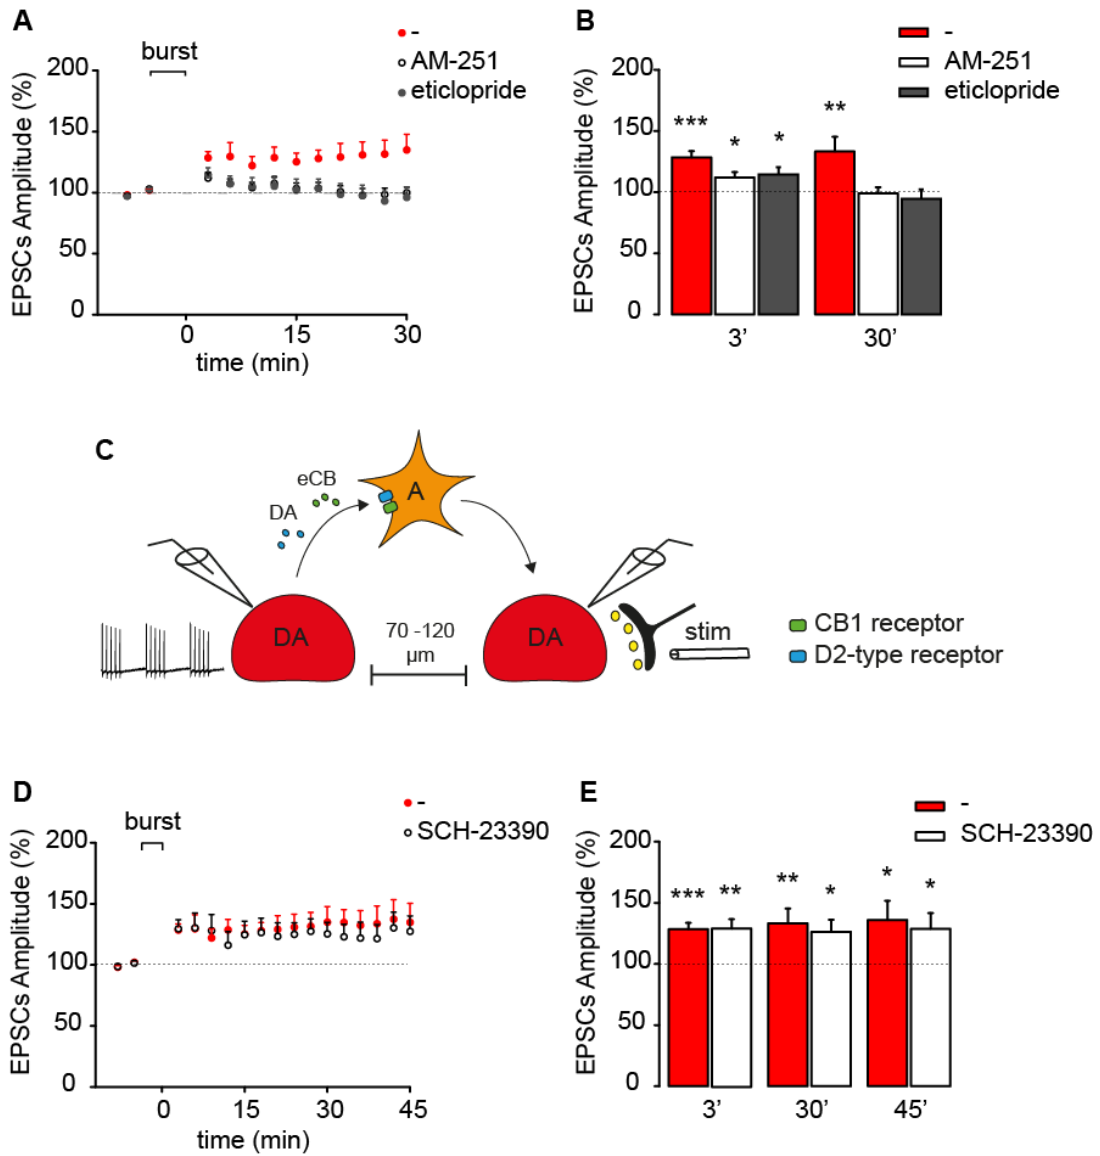 A
B
burst
-
AM-251
eticlopride
EPSCs Amplitude (%)
200
150
100
50
0
0 15 30
time (min)
-
AM-251
eticlopride
EPSCs Amplitude (%)
200
150
100
50
0
*** * * **
3' 30'
C
eCB
DA
A
DA
70 -120
µm
DA
stim
CB1 receptor
D2-type receptor
D
E
burst
-
SCH-23390
EPSCs Amplitude (%)
200
150
100
50
0
0 15 30 45
time (min)
-
SCH-23390
EPSCs Amplitude (%)
200
150
100
50
0
*** ** ** * * *
3' 30' 45'